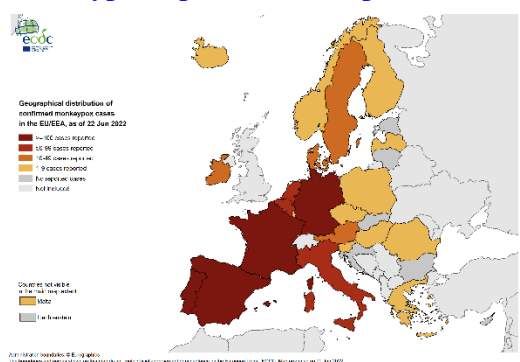 ecdc
Geographical distribution of
confirmed monkeypox cases
in the EU/EEA, as of 22 Jun 2022
>= 100 cases reported
50-99 cases reported
10-49 cases reported
1-9 cases reported
No reported cases
Not included
Countries not visible
in the main map extent
Malta
Liechtenstein
Administrative boundaries: © EuroGeographics